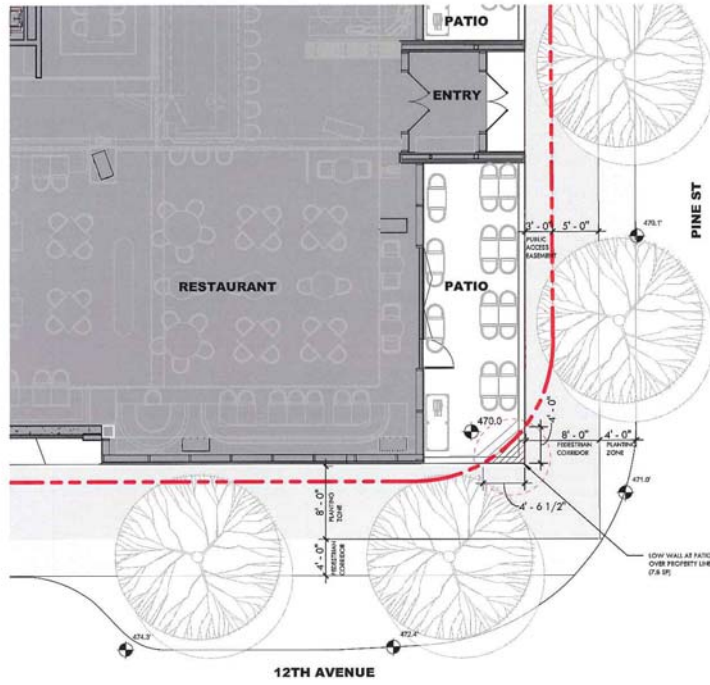 PATIO
ENTRY
PINE ST
470.1'
3' - 0"
5' - 0"
PUBLIC
ACCESS
EASEMENT
RESTAURANT
PATIO
470.0
4' - 0"
8' - 0"
4' - 0"
PEDESTRIAN
CORRIDOR
PLANTING
ZONE
471.0'
8' - 0"
PLANTING
ZONE
4' - 6 1/2"
4' - 0"
PEDESTRIAN
CORRIDOR
LOW WALL AT PATIO
OVER PROPERTY LINE
(7.5 SF)
474.3'
472.4'
12TH AVENUE